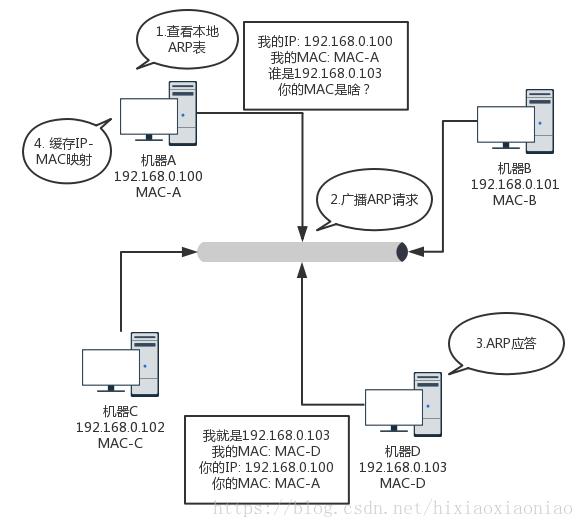 1.查看本地
ARP表
我的IP: 192.168.0.100
我的MAC: MAC-A
谁是192.168.0.103
你的MAC是啥？
4. 缓存IP-
MAC映射
机器A
192.168.0.100
MAC-A
机器B
192.168.0.101
MAC-B
2.广播ARP请求
3.ARP应答
机器C
192.168.0.102
MAC-C
我就是192.168.0.103
我的MAC: MAC-D
你的IP: 192.168.0.100
你的MAC: MAC-A
机器D
192.168.0.103
MAC-D
https://blog.csdn.net/hixiaoxiaoniao